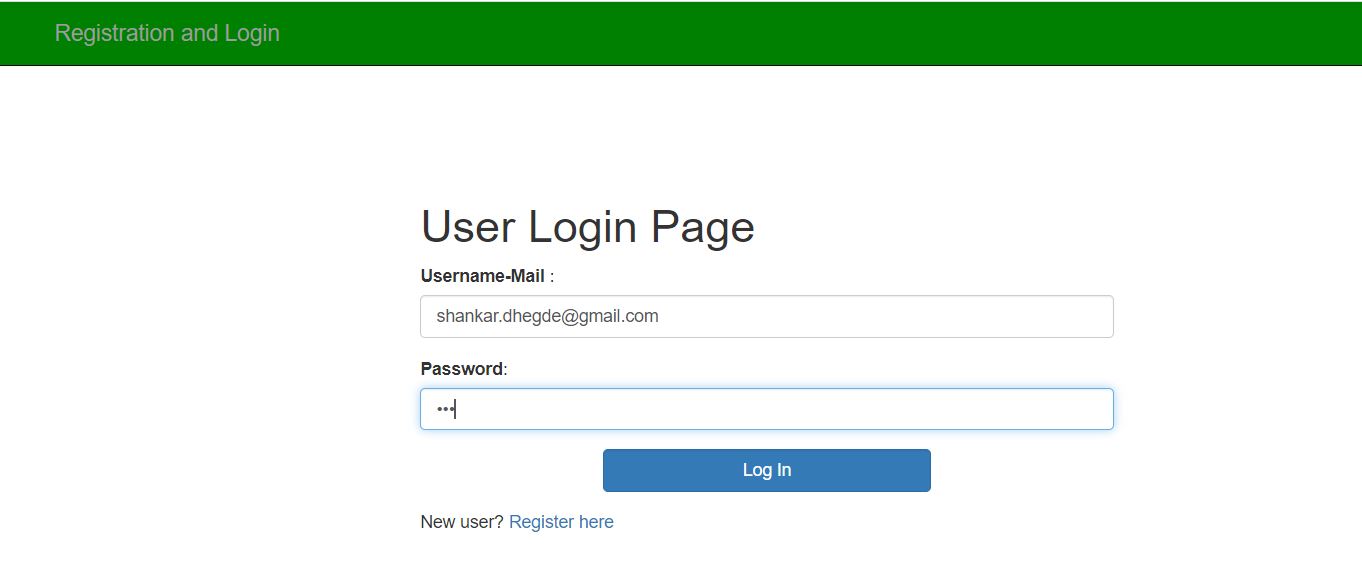 Registration and Login
User Login Page
Username-Mail :
shankar.dhegde@gmail.com
Password:
•••
Log In
New user? Register here